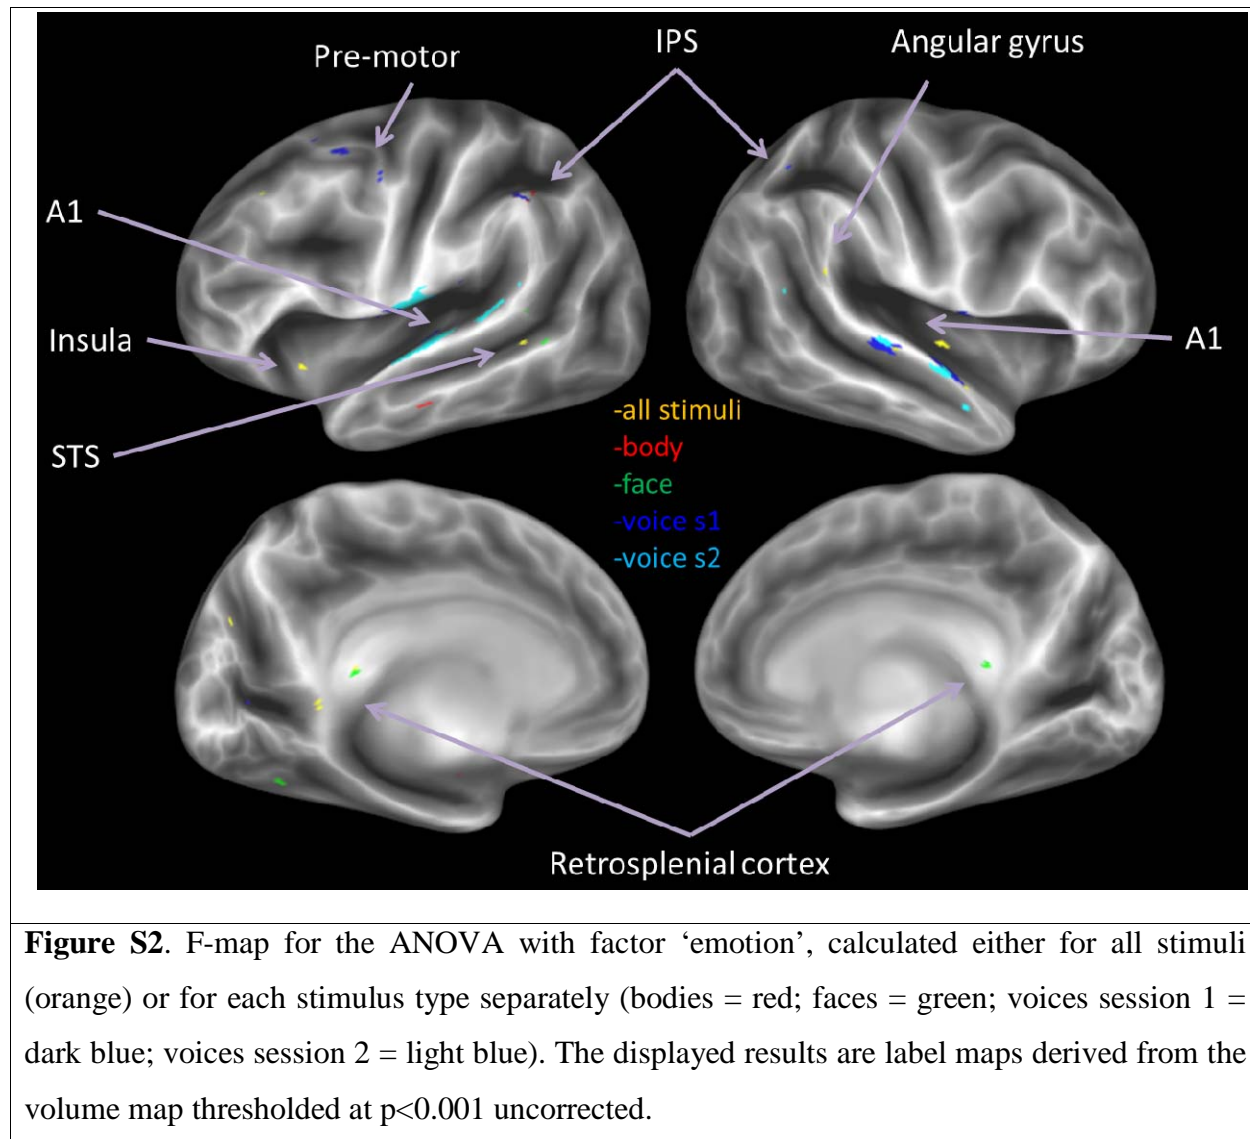 IPS
Angular gyrus
Pre-motor
A1
Insula
A1
-all stimuli
-body
STS
-face
-voice s1
-voice s2
Retrosplenial cortex
Figure S2. F-map for the ANOVA with factor ‘emotion’, calculated either for all stimuli
(orange) or for each stimulus type separately (bodies = red; faces = green; voices session 1 =
dark blue; voices session 2 = light blue). The displayed results are label maps derived from the
volume map thresholded at p<0.001 uncorrected.